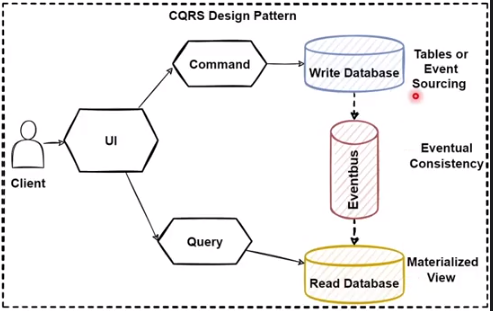 CQRS Design Pattern
Command
Write Database
Tables or
Event
Sourcing
UI
Client
Eventbus
Eventual
Consistency
Query
Read Database
Materialized
View